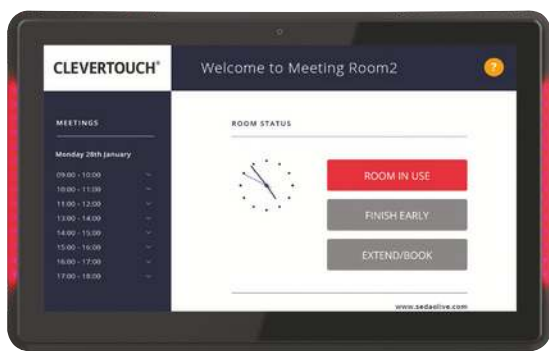 CLEVERTOUCH®
Welcome to Meeting Room2
?
MEETINGS
Monday 28th January
09:00 - 10:00
10:00 - 11:00
11:00 - 12:00
13:00 - 14:00
14:00 - 15:00
15:00 - 16:00
16:00 - 17:00
17:00 - 18:00
ROOM STATUS
ROOM IN USE
FINISH EARLY
EXTEND/BOOK
www.sedaolive.com